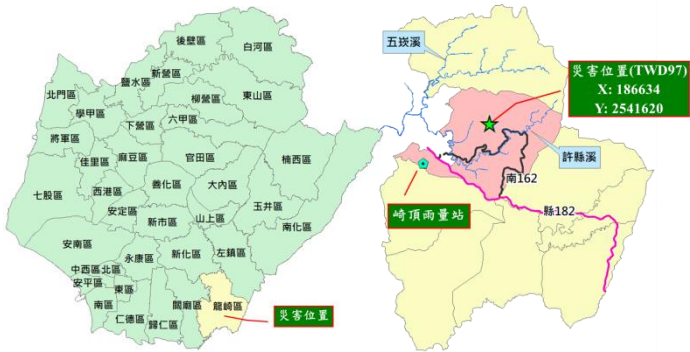 後壁區
白河區
新營區
鹽水區
北門區
柳營區
東山區
學甲區
下營區
六甲區
將軍區
佳里區
麻豆區
官田區
楠西區
七股區
西港區
善化區
大內區
安定區
玉井區
新市區
山上區
南化區
安南區
永康區
新化區
左鎮區
中西區
北區
安平區
東區
南區
仁德區
歸仁區
關廟區
龍崎區
災害位置
五崁溪
災害位置(TWD97)
X: 186634
Y: 2541620
許縣溪
南162
崎頂雨量站
縣182